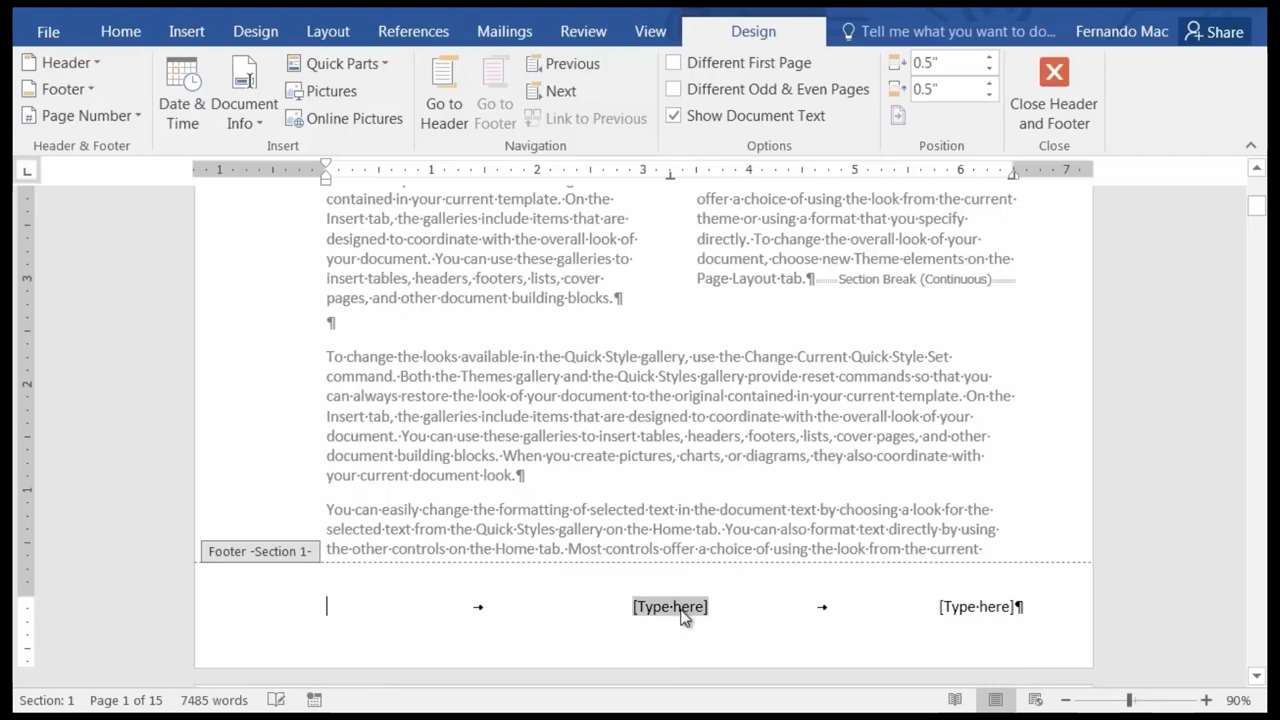 File Home Insert Design Layout References Mailings Review View Design Tell me what you want to do... Fernando Mac Share
Header
Footer
Page Number
Header & Footer
Date & Time
Document Info
Quick Parts
Pictures
Online Pictures
Insert
Go to Header
Go to Footer
Previous
Next
Link to Previous
Navigation
Different First Page
Different Odd & Even Pages
Show Document Text
Options
0.5"
0.5"
Position
Close Header and Footer
Close
L 1 1 2 3 4 5 6 7
3
2
1
contained·in·your·current·template.·On·the·
Insert·tab,·the·galleries·include·items·that·are·
designed·to·coordinate·with·the·overall·look·of·
your·document.·You·can·use·these·galleries·to·
insert·tables,·headers,·footers,·lists,·cover·
pages,·and·other·document·building·blocks.¶
¶
offer·a·choice·of·using·the·look·from·the·current·
theme·or·using·a·format·that·you·specify·
directly.·To·change·the·overall·look·of·your·
document,·choose·new·Theme·elements·on·the·
Page·Layout·tab.¶ Section Break (Continuous)
To·change·the·looks·available·in·the·Quick·Style·gallery,·use·the·Change·Current·Quick·Style·Set·
command.·Both·the·Themes·gallery·and·the·Quick·Styles·gallery·provide·reset·commands·so·that·you·
can·always·restore·the·look·of·your·document·to·the·original·contained·in·your·current·template.·On·the·
Insert·tab,·the·galleries·include·items·that·are·designed·to·coordinate·with·the·overall·look·of·your·
document.·You·can·use·these·galleries·to·insert·tables,·headers,·footers,·lists,·cover·pages,·and·other·
document·building·blocks.·When·you·create·pictures,·charts,·or·diagrams,·they·also·coordinate·with·
your·current·document·look.¶
You·can·easily·change·the·formatting·of·selected·text·in·the·document·text·by·choosing·a·look·for·the·
selected·text·from·the·Quick·Styles·gallery·on·the·Home·tab.·You·can·also·format·text·directly·by·using·
the·other·controls·on·the·Home·tab.·Most·controls·offer·a·choice·of·using·the·look·from·the·current·
Footer -Section 1-
→ [Type·here] → [Type·here]¶
Section: 1 Page 1 of 15 7485 words 90%